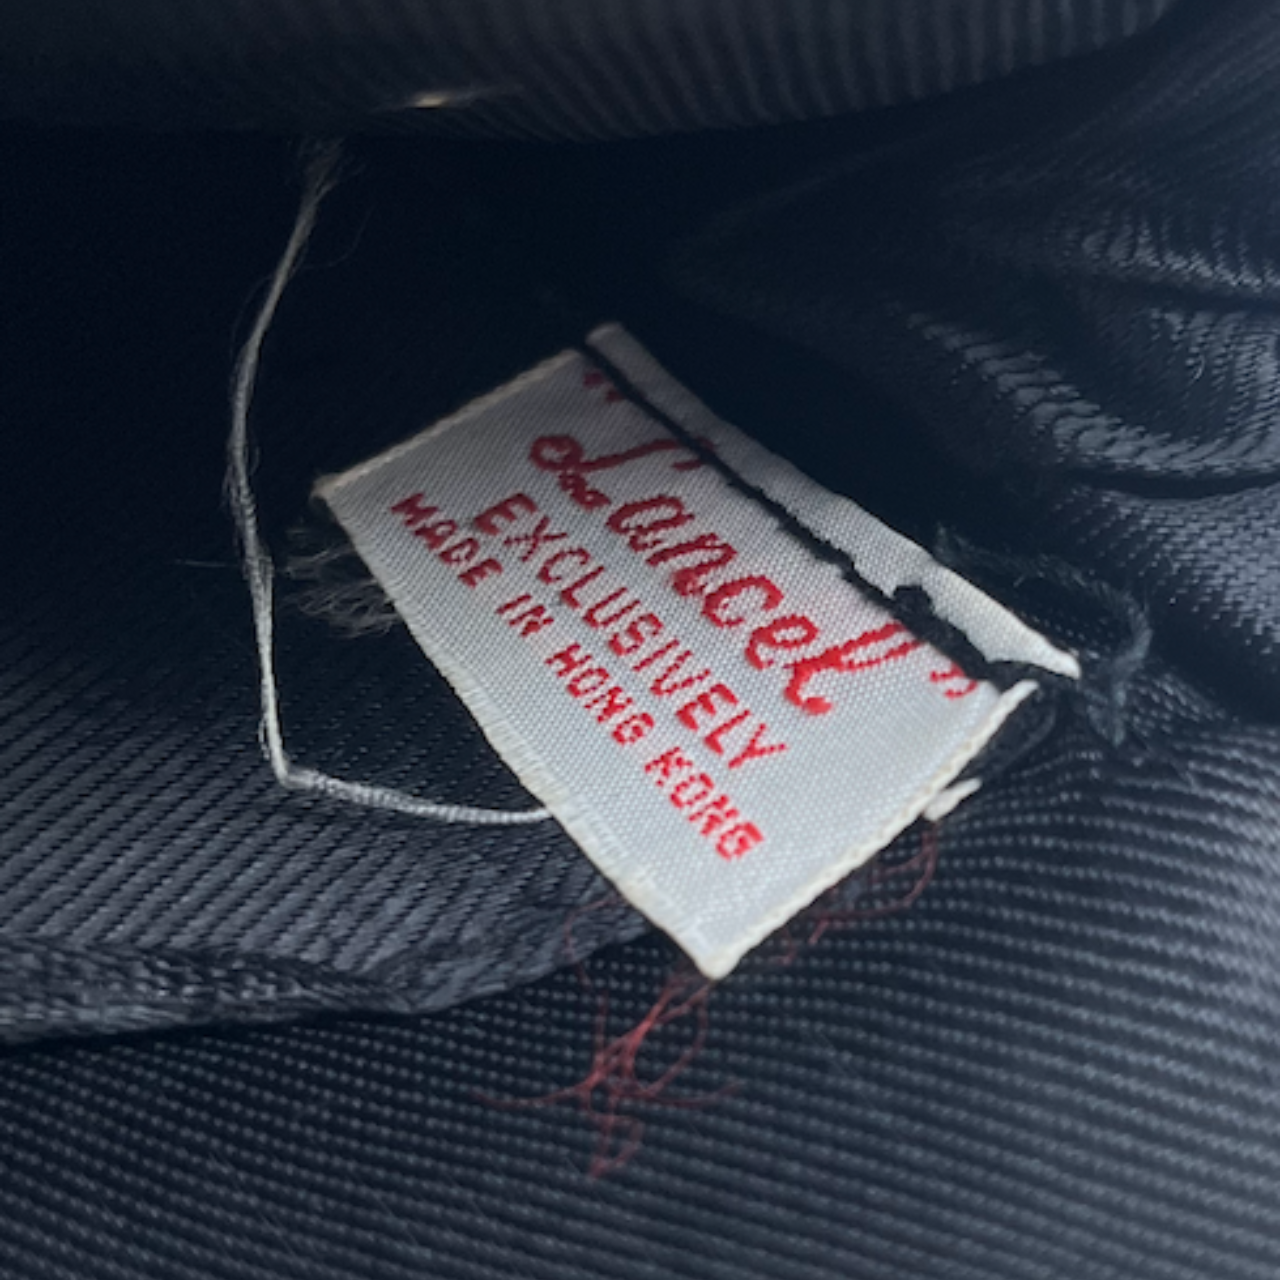 "Lancel"
EXCLUSIVELY
MADE IN HONG KONG